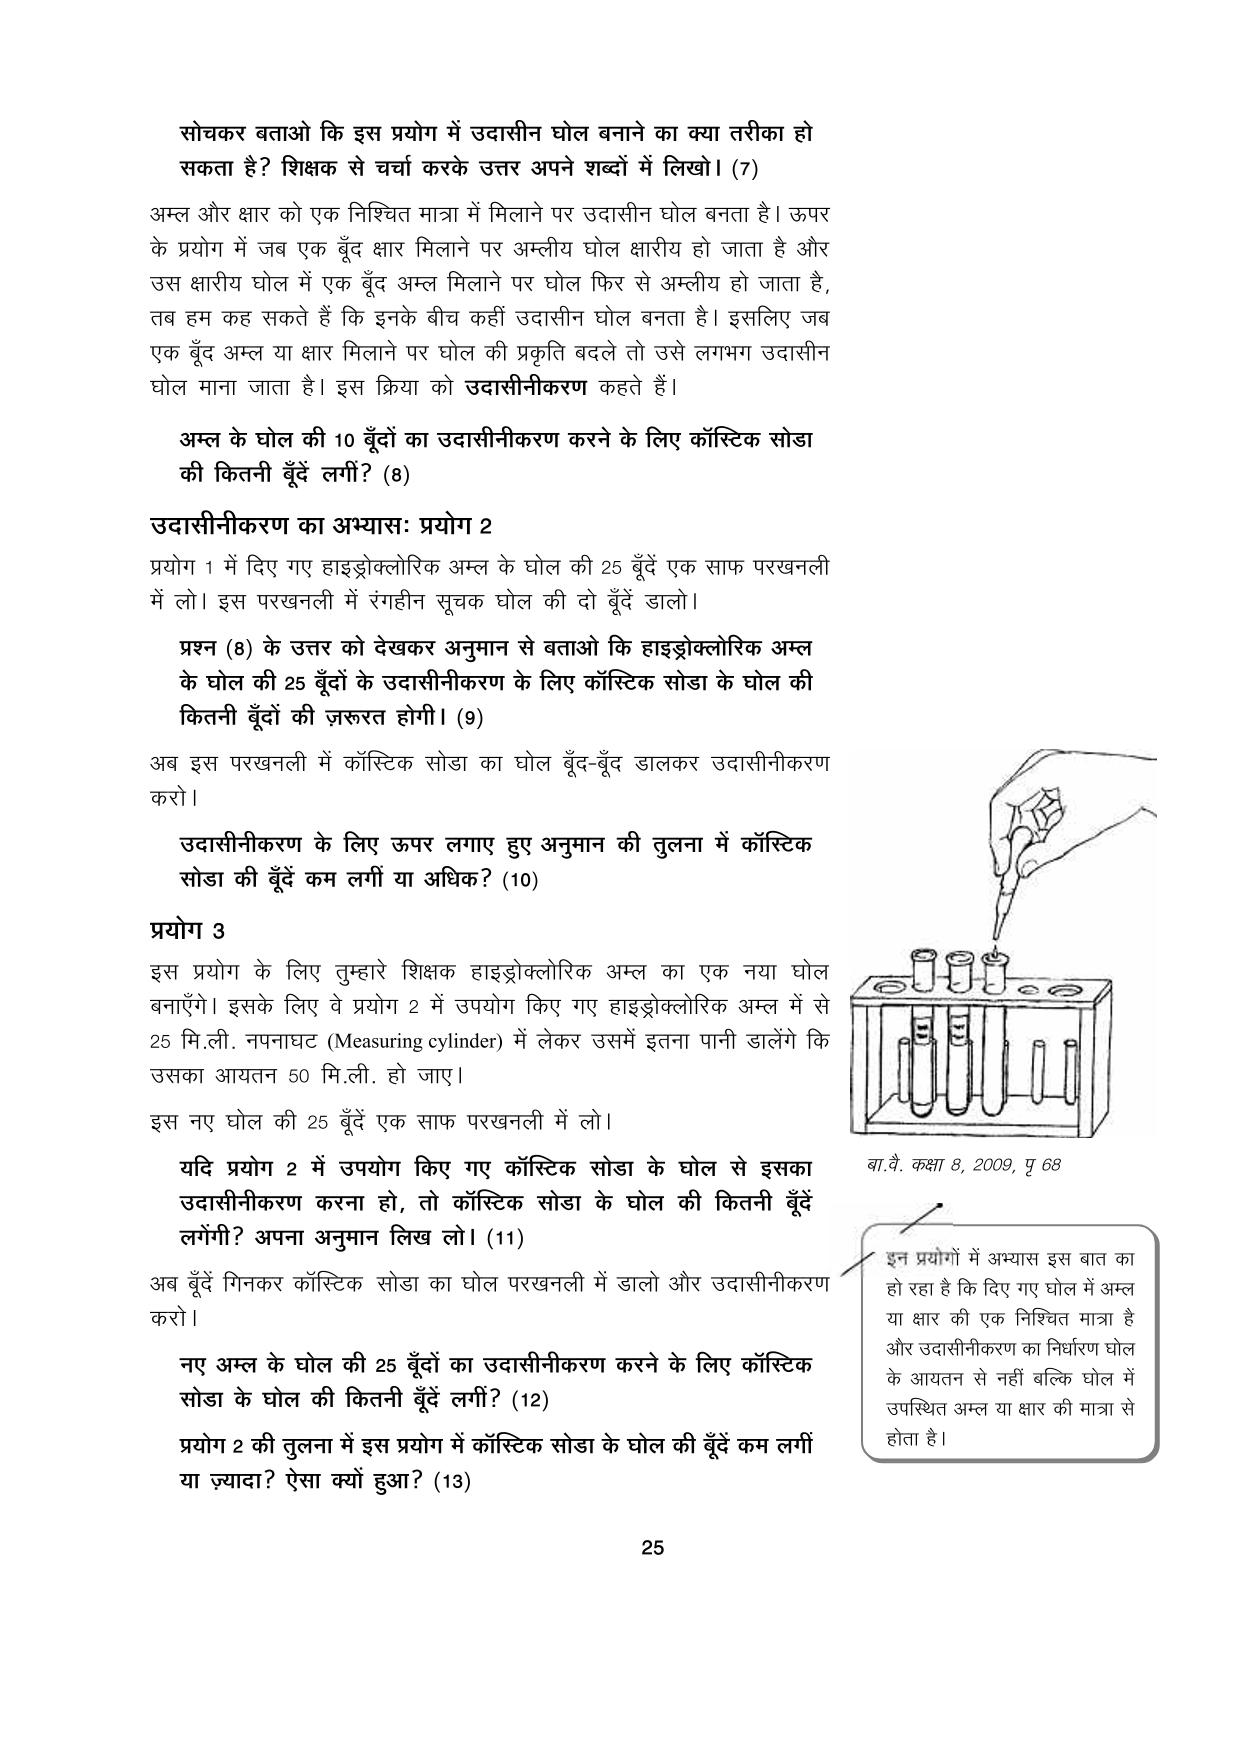 सोचकर बताओ कि इस प्रयोग में उदासीन घोल बनाने का क्या तरीका हो
सकता है? शिक्षक से चर्चा करके उत्तर अपने शब्दों में लिखो। (7)
अम्ल और क्षार को एक निश्चित मात्रा में मिलाने पर उदासीन घोल बनता है। ऊपर
के प्रयोग में जब एक बूँद क्षार मिलाने पर अम्लीय घोल क्षारीय हो जाता है और
उस क्षारीय घोल में एक बूँद अम्ल मिलाने पर घोल फिर से अम्लीय हो जाता है,
तब हम कह सकते हैं कि इनके बीच कहीं उदासीन घोल बनता है। इसलिए जब
एक बूँद अम्ल या क्षार मिलाने पर घोल की प्रकृति बदले तो उसे लगभग उदासीन
घोल माना जाता है। इस क्रिया को उदासीनीकरण कहते हैं।
अम्ल के घोल की 10 बूँदों का उदासीनीकरण करने के लिए कॉस्टिक सोडा
की कितनी बूँदें लगीं? (8)
उदासीनीकरण का अभ्यास: प्रयोग 2
प्रयोग 1 में दिए गए हाइड्रोक्लोरिक अम्ल के घोल की 25 बूँदें एक साफ परखनली
में लो। इस परखनली में रंगहीन सूचक घोल की दो बूँदें डालो।
प्रश्न (8) के उत्तर को देखकर अनुमान से बताओ कि हाइड्रोक्लोरिक अम्ल
के घोल की 25 बूँदों के उदासीनीकरण के लिए कॉस्टिक सोडा के घोल की
कितनी बूँदों की ज़रूरत होगी। (9)
अब इस परखनली में कॉस्टिक सोडा का घोल बूँद-बूँद डालकर उदासीनीकरण
करो।
उदासीनीकरण के लिए ऊपर लगाए हुए अनुमान की तुलना में कॉस्टिक
सोडा की बूँदें कम लगीं या अधिक? (10)
प्रयोग 3
इस प्रयोग के लिए तुम्हारे शिक्षक हाइड्रोक्लोरिक अम्ल का एक नया घोल
बनाएँगे। इसके लिए वे प्रयोग 2 में उपयोग किए गए हाइड्रोक्लोरिक अम्ल में से
25 मि.ली. नपनाघट (Measuring cylinder) में लेकर उसमें इतना पानी डालेंगे कि
उसका आयतन 50 मि.ली. हो जाए।
इस नए घोल की 25 बूँदें एक साफ परखनली में लो।
यदि प्रयोग 2 में उपयोग किए गए कॉस्टिक सोडा के घोल से इसका
उदासीनीकरण करना हो, तो कॉस्टिक सोडा के घोल की कितनी बूँदें
लगेंगी? अपना अनुमान लिख लो। (11)
अब बूँदें गिनकर कॉस्टिक सोडा का घोल परखनली में डालो और उदासीनीकरण
करो।
नए अम्ल के घोल की 25 बूँदों का उदासीनीकरण करने के लिए कॉस्टिक
सोडा के घोल की कितनी बूँदें लगीं? (12)
प्रयोग 2 की तुलना में इस प्रयोग में कॉस्टिक सोडा के घोल की बूँदें कम लगीं
या ज़्यादा? ऐसा क्यों हुआ? (13)
बा.वै. कक्षा 8, 2009, पृ 68
इन प्रयोगों में अभ्यास इस बात का
हो रहा है कि दिए गए घोल में अम्ल
या क्षार की एक निश्चित मात्रा है
और उदासीनीकरण का निर्धारण घोल
के आयतन से नहीं बल्कि घोल में
उपस्थित अम्ल या क्षार की मात्रा से
होता है।
25